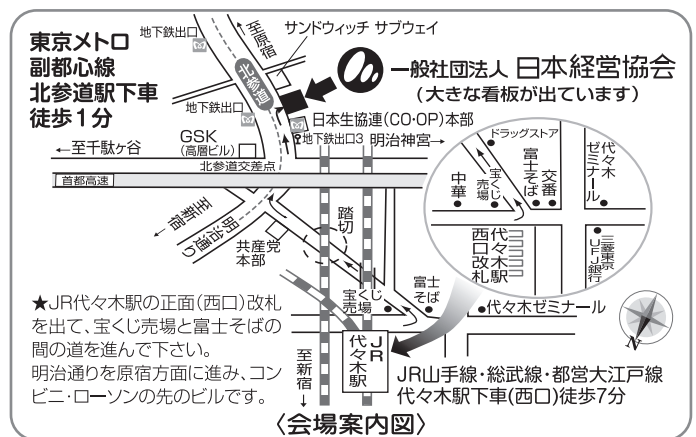 東京メトロ
副都心線
北参道駅下車
徒歩1分
地下鉄出口
至原宿
サンドウィッチ サブウェイ
北参道
一般社団法人 日本経営協会
(大きな看板が出ています)
地下鉄出口
日本生協連(CO・OP)本部
地下鉄出口3
明治神宮→
GSK
(高層ビル)
←至千駄ヶ谷
北参道交差点
首都高速
至新宿
明治通り
共産党
本部
踏切
宝くじ
売場
富士
そば
代々木ゼミナール
JR
代々木駅
至新宿
ドラッグストア
中華
宝くじ
売場
富士そば
交番
代々木
ゼミナール
代々木駅
西口改札
三菱東京
UFJ銀行
N
★JR代々木駅の正面(西口)改札
を出て、宝くじ売場と富士そばの
間の道を進んで下さい。
明治通りを原宿方面に進み、コン
ビニ・ローソンの先のビルです。
JR山手線・総武線・都営大江戸線
代々木駅下車(西口)徒歩7分
〈会場案内図〉